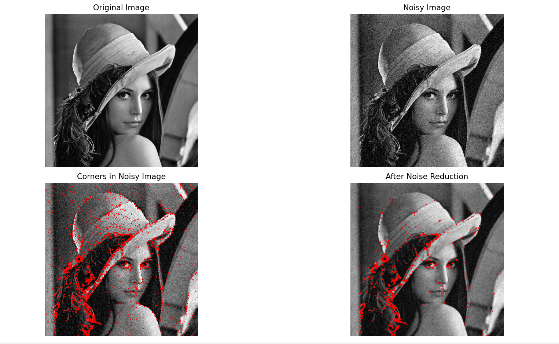 Original Image
Noisy Image
Corners in Noisy Image
After Noise Reduction